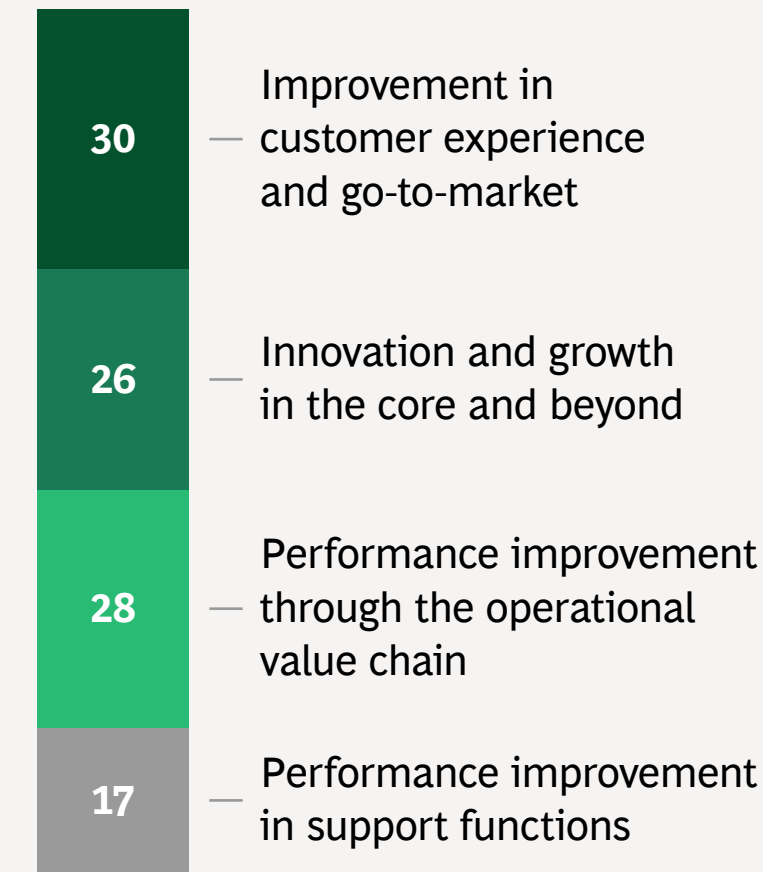 30
Improvement in
customer experience
and go-to-market
26
Innovation and growth
in the core and beyond
28
Performance improvement
through the operational
value chain
17
Performance improvement
in support functions